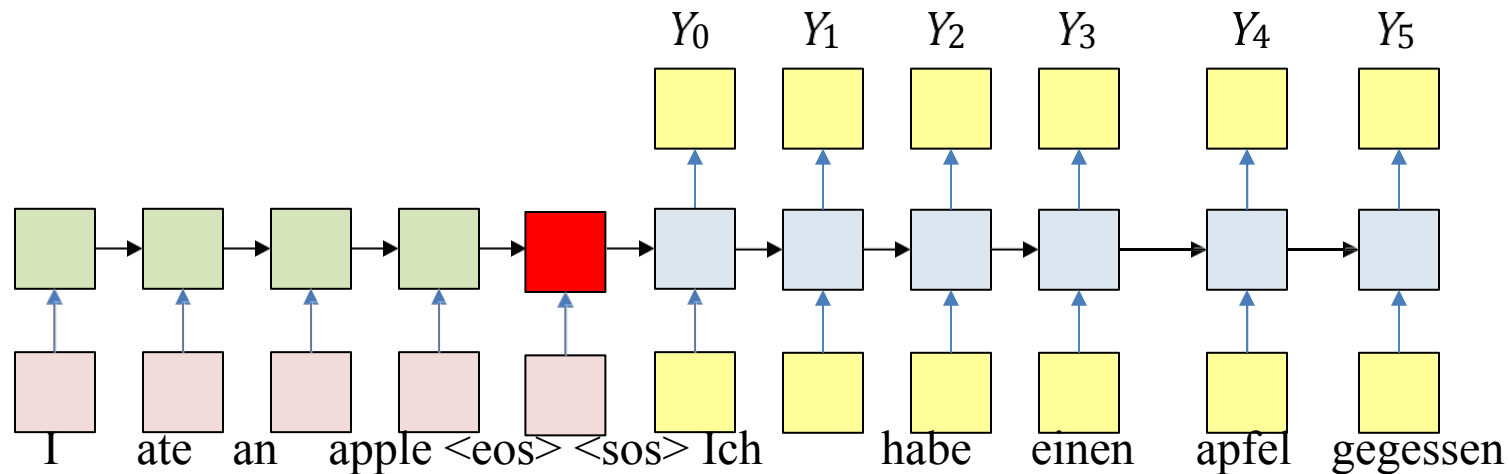 Y0 Y1 Y2 Y3 Y4 Y5
I ate an apple <eos> <sos> Ich habe einen apfel gegessen